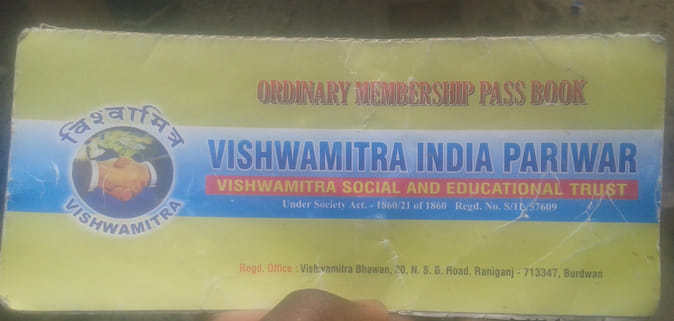 ORDINARY MEMBERSHIP PASS BOOK
विश्वामित्र
VISHWAMITRA
VISHWAMITRA INDIA PARIWAR
VISHWAMITRA SOCIAL AND EDUCATIONAL TRUST
Under Society Act. - 1860/21 of 1860 Regd. No. S/1L/57609
Regd. Office : Vishwamitra Bhawan, 20, N. S. B. Road, Raniganj - 713347, Burdwan